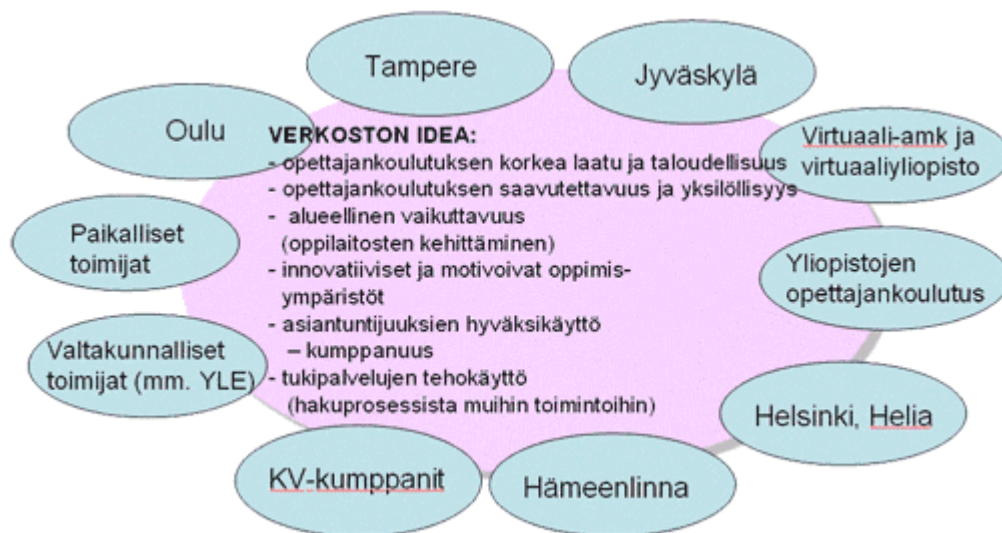 Tampere
Jyväskylä
Oulu
Virtuaali-amk ja
virtuaaliyliopisto
VERKOSTON IDEA:
- opettajankoulutuksen korkea laatu ja taloudellisuus
- opettajankoulutuksen saavutettavuus ja yksilöllisyys
- alueellinen vaikuttavuus
(oppilaitosten kehittäminen)
- innovatiiviset ja motivoivat oppimis-
ympäristöt
- asiantuntijuuksien hyväksikäyttö
– kumppanuus
- tukipalvelujen tehokäyttö
(hakuprosessista muihin toimintoihin)
Paikalliset
toimijat
Yliopistojen
opettajankoulutus
Valtakunnalliset
toimijat (mm. YLE)
Helsinki, Helia
KV-kumppanit
Hämeenlinna